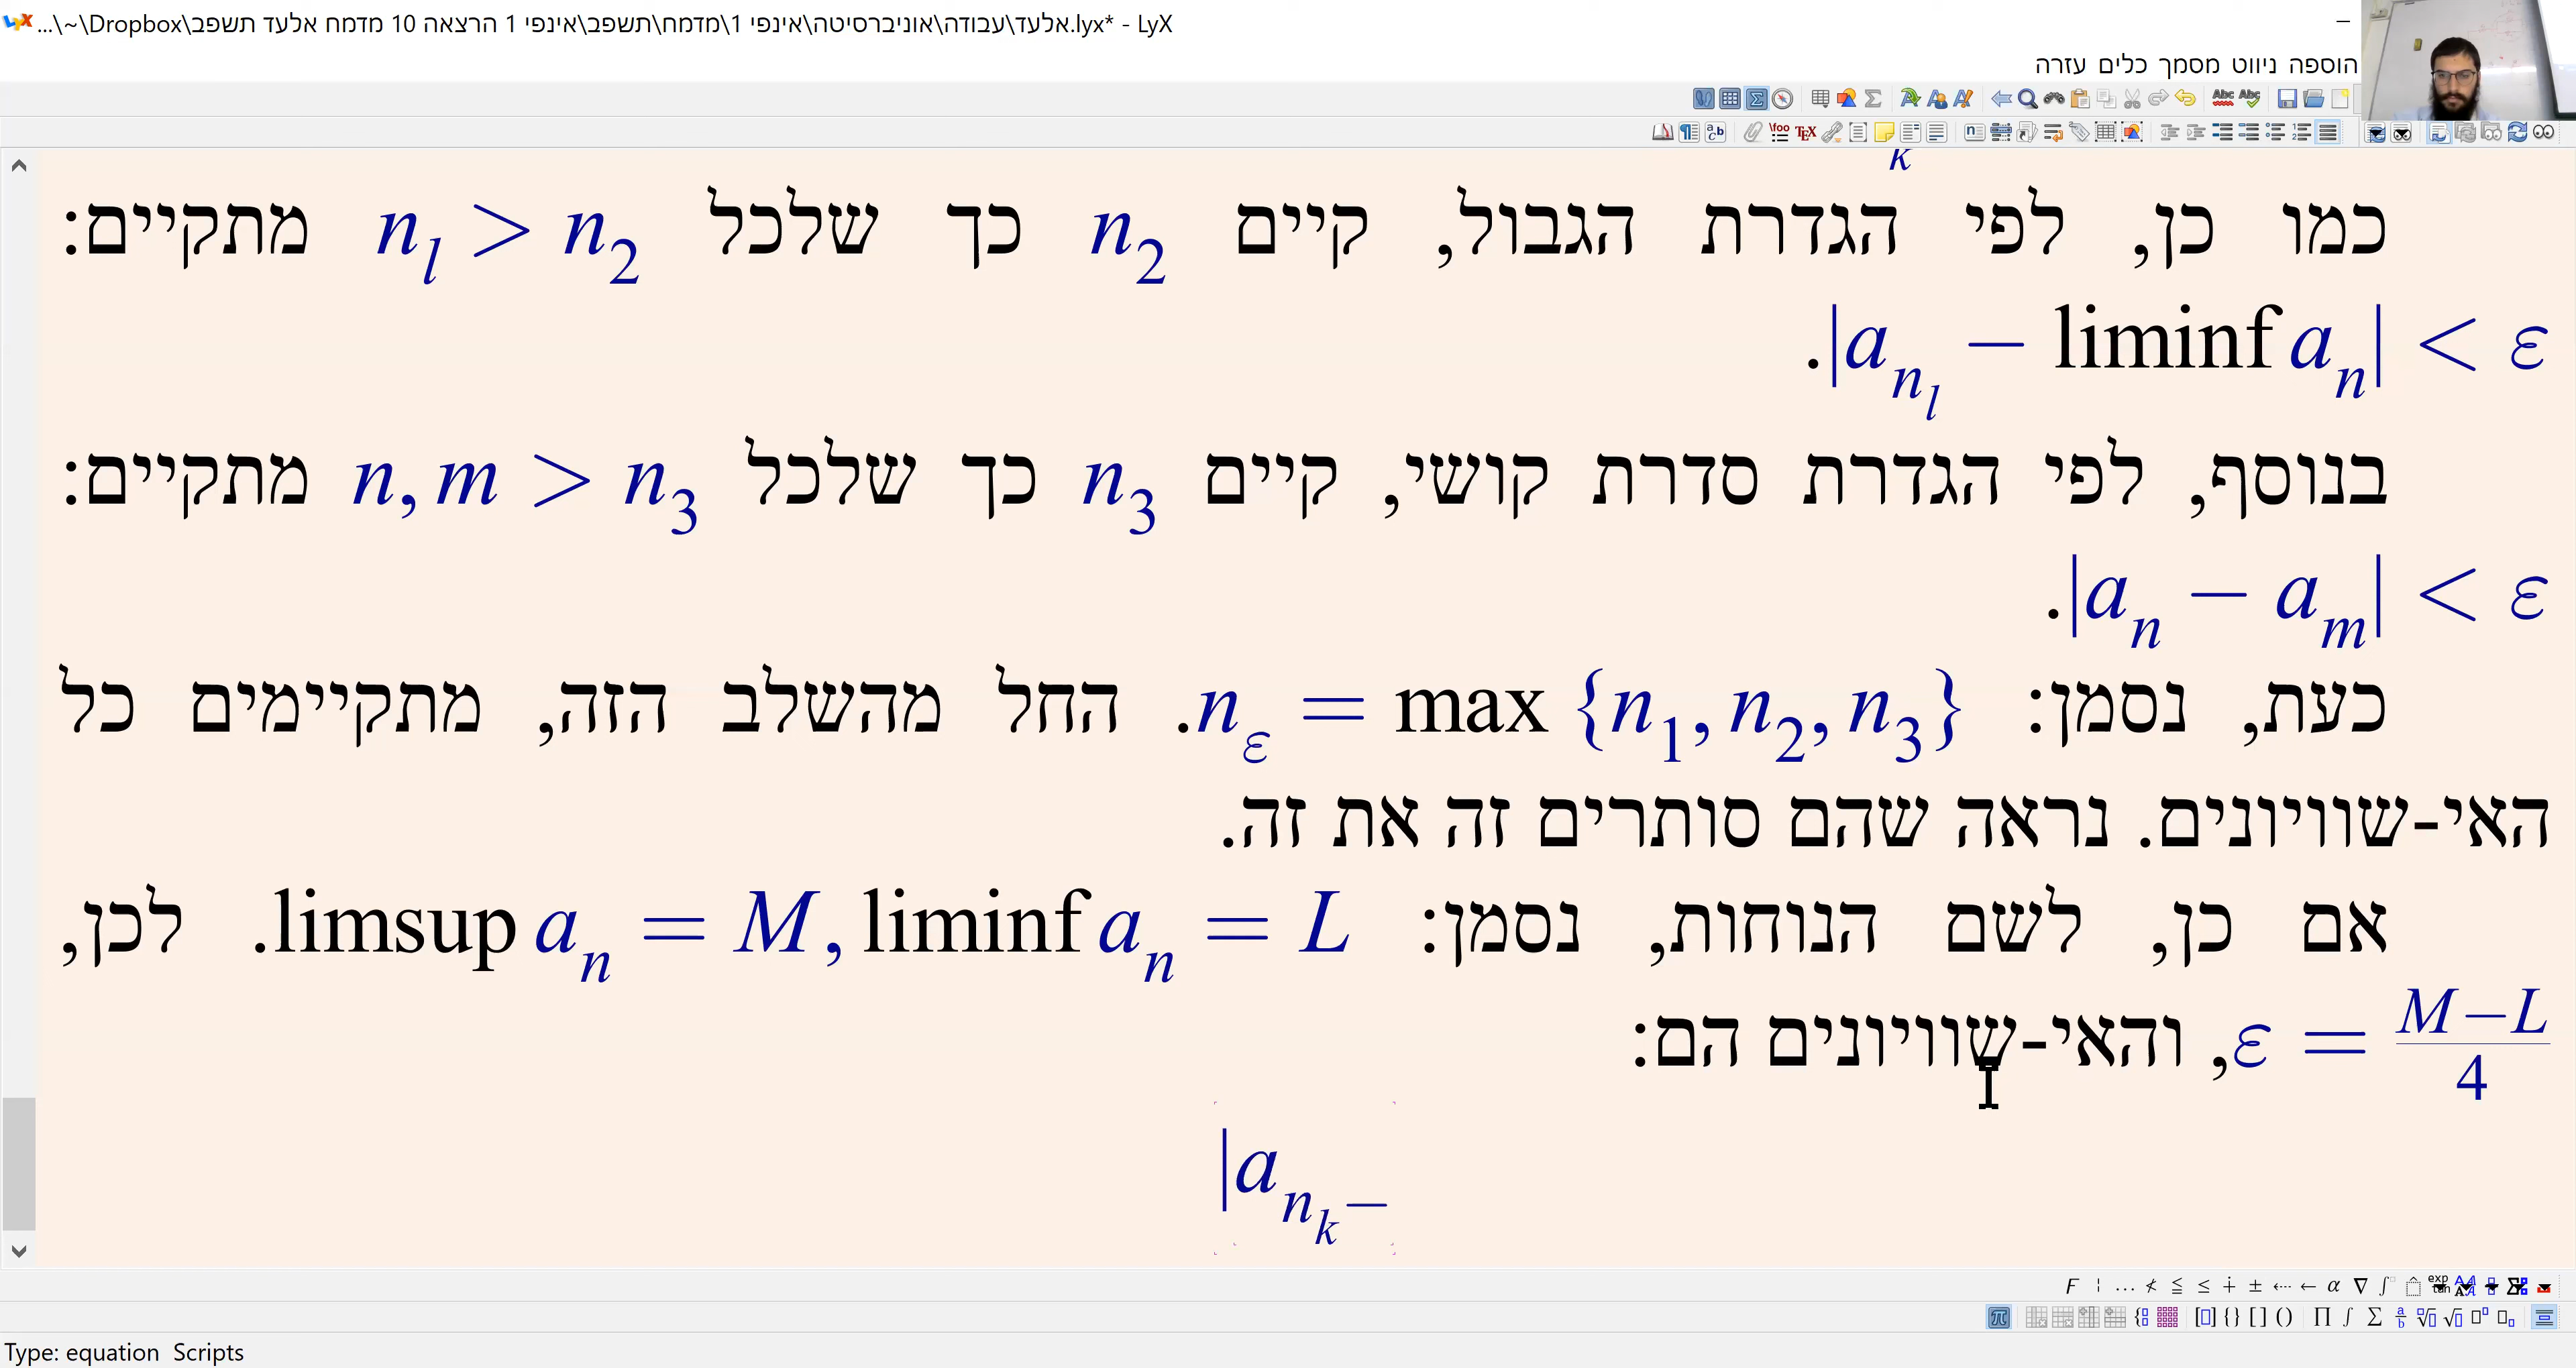 ...\~\Dropbox\אלעד\עבודה\אוניברסיטה\אינפי 1\מדמח\תשפב\אינפי 1 הרצאה 10 מדמח אלעד תשפב.lyx* - LyX
הוספה ניווט מסמך כלים עזרה
k
כמו כן, לפי הגדרת הגבול, קיים n_2 כך שלכל n_l > n_2 מתקיים:
|a_{n_l} − liminf a_n| < ε.
בנוסף, לפי הגדרת סדרת קושי, קיים n_3 כך שלכל n, m > n_3 מתקיים:
|a_n − a_m| < ε.
כעת, נסמן: n_ε = max {n_1, n_2, n_3}. החל מהשלב הזה, מתקיימים כל
האי-שוויונים. נראה שהם סותרים זה את זה.
אם כן, לשם הנוחות, נסמן: limsup a_n = M, liminf a_n = L. לכן,
ε = \frac{M−L}{4}, והאי-שוויונים הם:
|a_{n_k−}
Type: equation Scripts